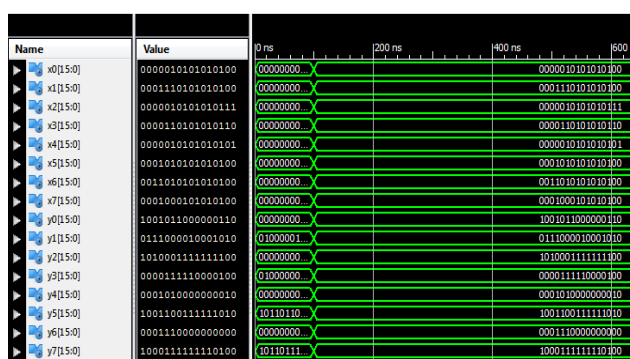 Name Value 0 ns 200 ns 400 ns 600
x0[15:0] 0000010101010100 00000000... 0000010101010100
x1[15:0] 0001110101010100 00000000... 0001110101010100
x2[15:0] 0000010101010111 00000000... 0000010101010111
x3[15:0] 0000110101010110 00000000... 0000110101010110
x4[15:0] 0000010101010101 00000000... 0000010101010101
x5[15:0] 0001010101010100 00000000... 0001010101010100
x6[15:0] 0011010101010100 00000000... 0011010101010100
x7[15:0] 0001000101010100 00000000... 0001000101010100
y0[15:0] 1001011000000110 00000000... 1001011000000110
y1[15:0] 0111000010001010 01000001... 0111000010001010
y2[15:0] 1010001111111100 00000000... 1010001111111100
y3[15:0] 0000111110000100 01000000... 0000111110000100
y4[15:0] 0001010000000010 00000000... 0001010000000010
y5[15:0] 1001100111111010 10110110... 1001100111111010
y6[15:0] 0001110000000000 00000000... 0001110000000000
y7[15:0] 1000111111110100 10110111... 1000111111110100